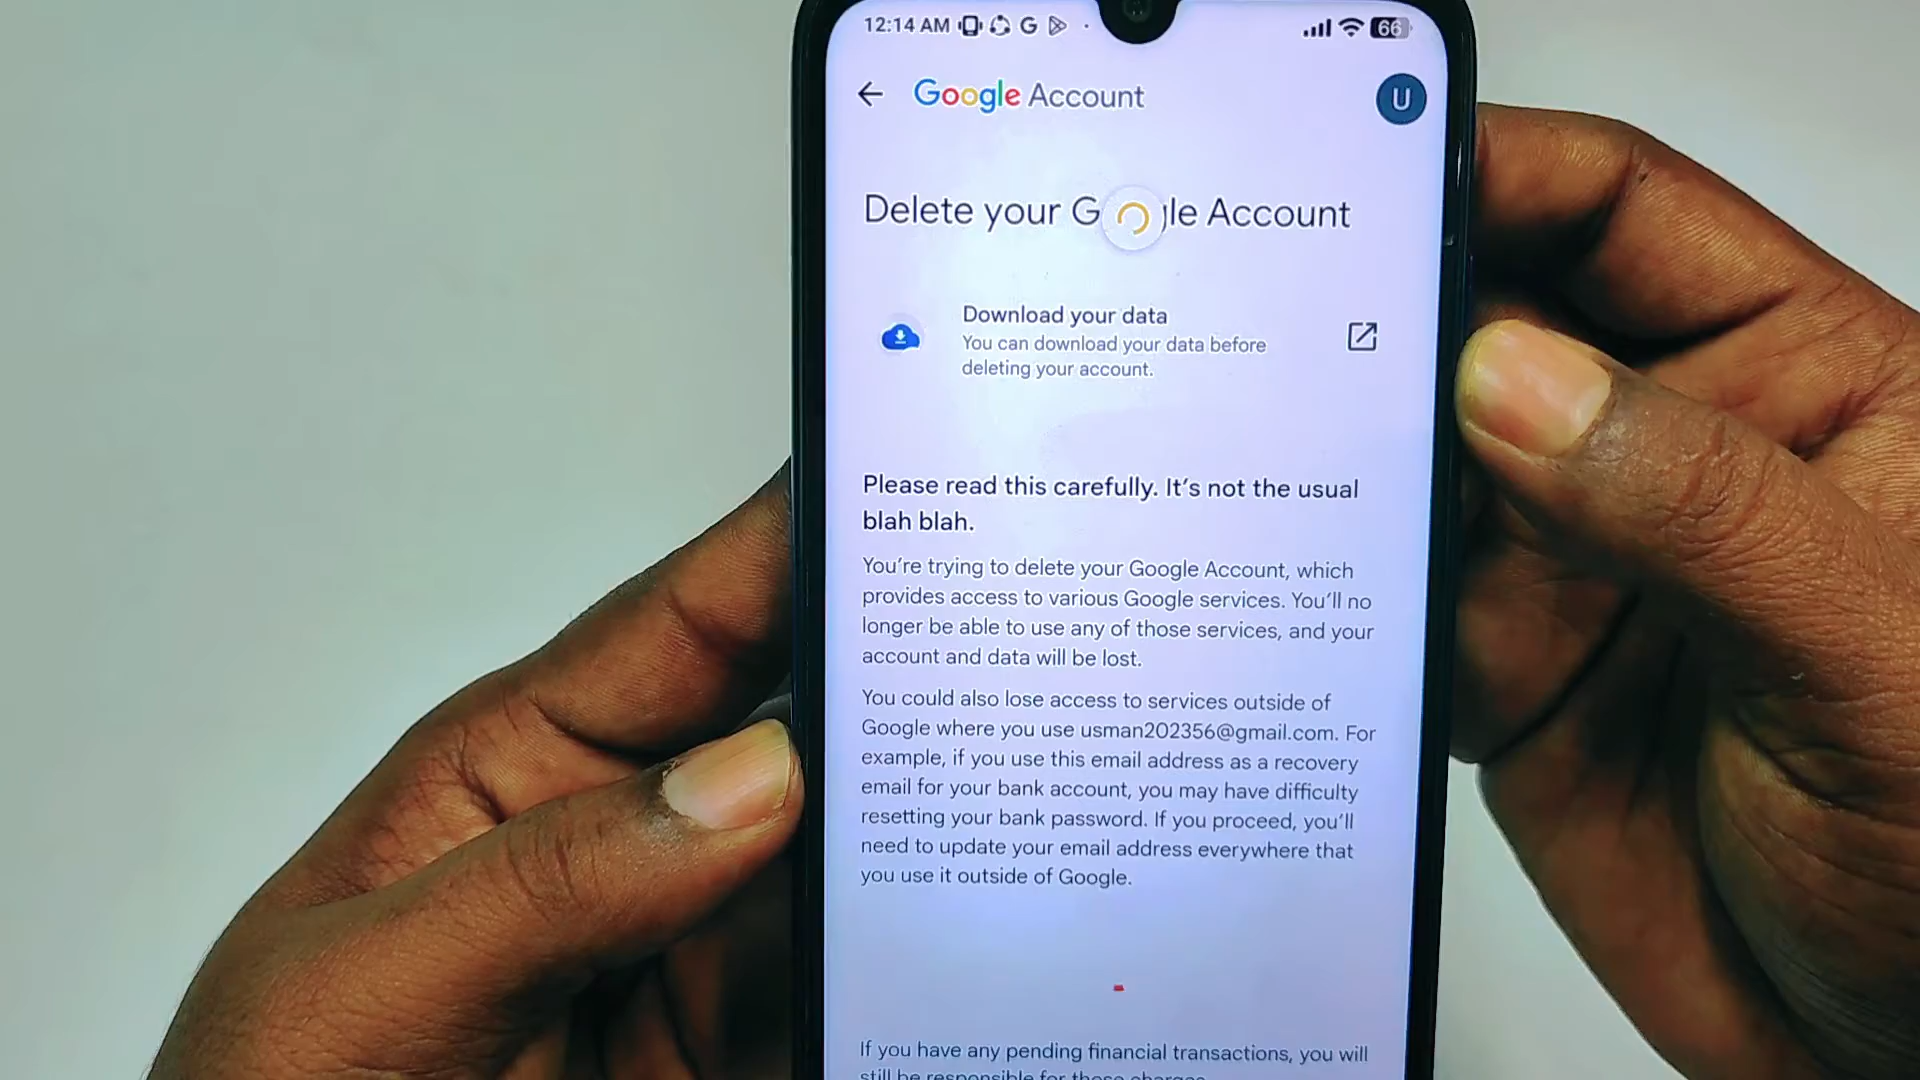 12:14 AM G 66
Google Account U
Delete your G le Account
Download your data
You can download your data before
deleting your account.
Please read this carefully. It's not the usual
blah blah.
You're trying to delete your Google Account, which
provides access to various Google services. You'll no
longer be able to use any of those services, and your
account and data will be lost.
You could also lose access to services outside of
Google where you use usman202356@gmail.com. For
example, if you use this email address as a recovery
email for your bank account, you may have difficulty
resetting your bank password. If you proceed, you'll
need to update your email address everywhere that
you use it outside of Google.
If you have any pending financial transactions, you will
still be responsible for those charges